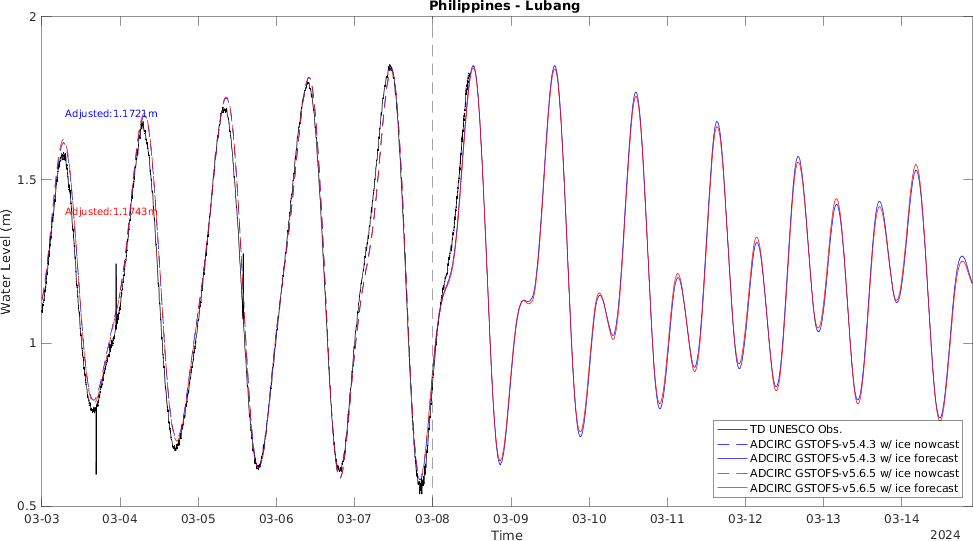 Philippines - Lubang
2
1.5
1
0.5
Water Level (m)
Adjusted:1.1721m
Adjusted:1.1743m
TD UNESCO Obs.
ADCIRC GSTOFS-v5.4.3 w/ ice nowcast
ADCIRC GSTOFS-v5.4.3 w/ ice forecast
ADCIRC GSTOFS-v5.6.5 w/ ice nowcast
ADCIRC GSTOFS-v5.6.5 w/ ice forecast
03-03 03-04 03-05 03-06 03-07 03-08 03-09 03-10 03-11 03-12 03-13 03-14
Time
2024